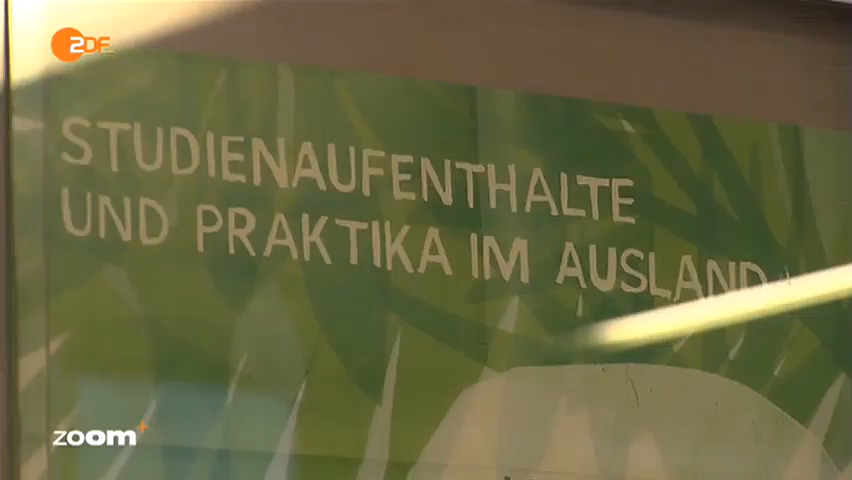 ZDF
STUDIENAUFENTHALTE
UND PRAKTIKA IM AUSLAND
zoom+